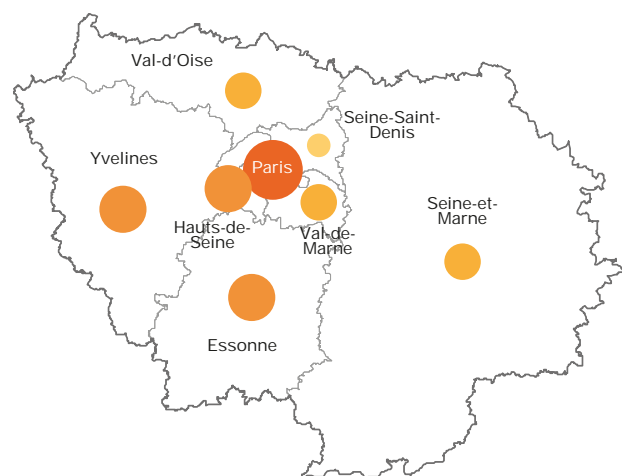 Val-d'Oise
Seine-Saint-
Denis
Yvelines
Paris
Seine-et-
Marne
Hauts-de-
Seine
Val-de-
Marne
Essonne